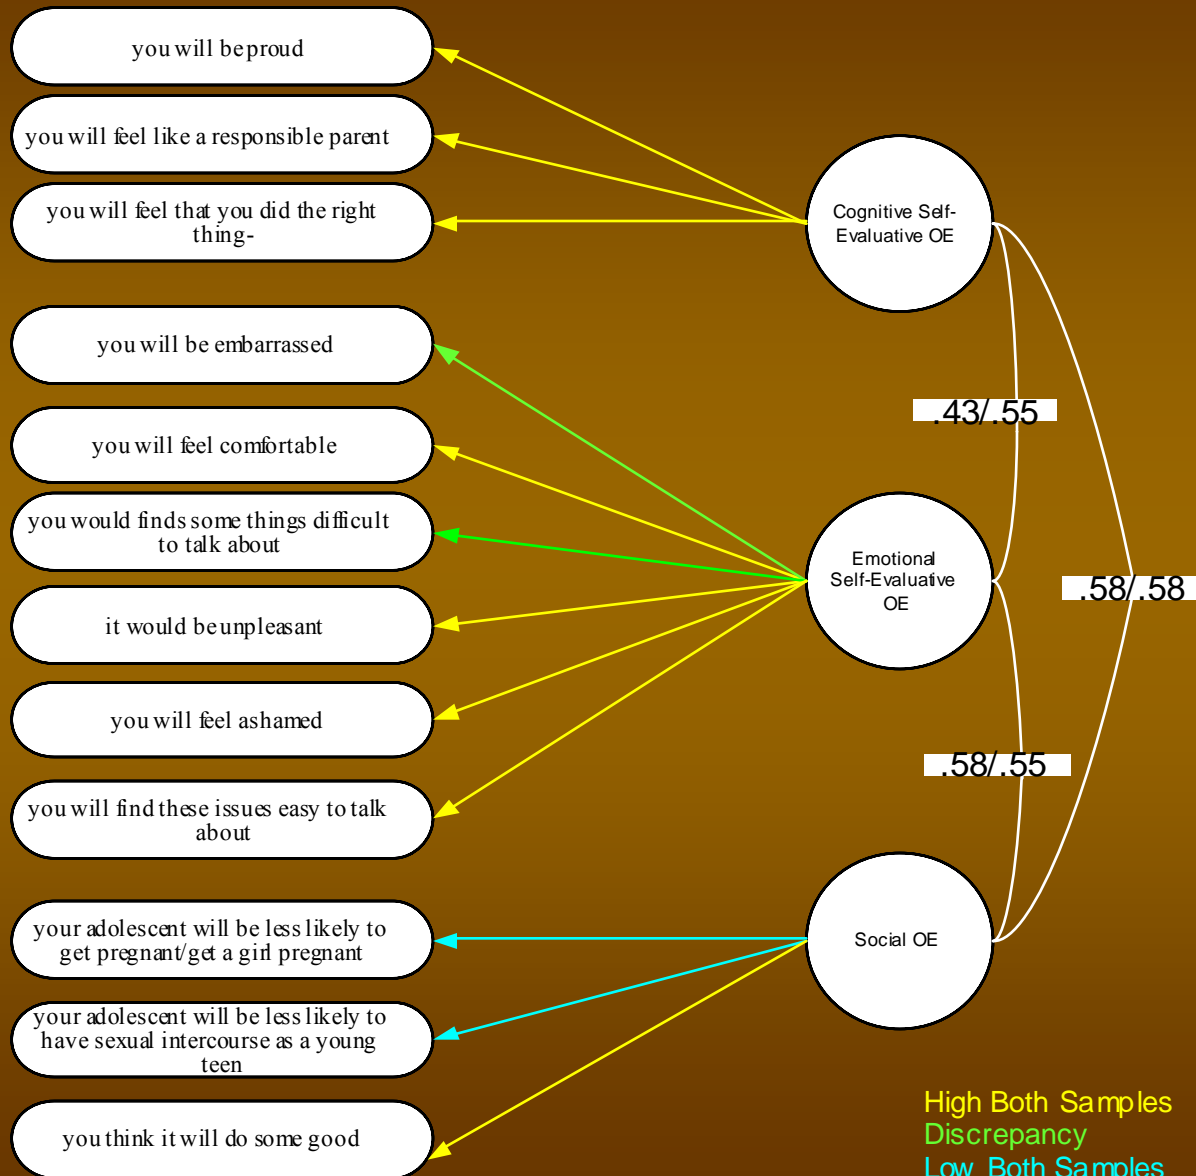 you will be proud
you will feel like a responsible parent
you will feel that you did the right
thing-
you will be embarrassed
you will feel comfortable
you would finds some things difficult
to talk about
it would be unpleasant
you will feel ashamed
you will find these issues easy to talk
about
your adolescent will be less likely to
get pregnant/get a girl pregnant
your adolescent will be less likely to
have sexual intercourse as a young
teen
you think it will do some good
Cognitive Self-
Evaluative OE
Emotional
Self-Evaluative
OE
Social OE
.43/.55
.58/.58
.58/.55
High Both Samples
Discrepancy
Low Both Samples